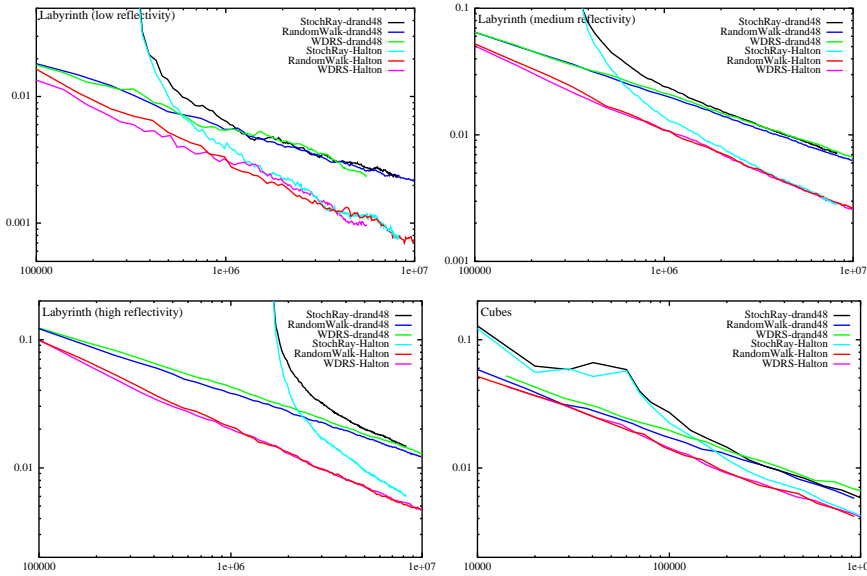 Labyrinth (low reflectivity)
StochRay-drand48
RandomWalk-drand48
WDRS-drand48
StochRay-Halton
RandomWalk-Halton
WDRS-Halton
0.01
0.001
100000
1e+06
1e+07
Labyrinth (medium reflectivity)
StochRay-drand48
RandomWalk-drand48
WDRS-drand48
StochRay-Halton
RandomWalk-Halton
WDRS-Halton
0.1
0.01
0.001
100000
1e+06
1e+07
Labyrinth (high reflectivity)
StochRay-drand48
RandomWalk-drand48
WDRS-drand48
StochRay-Halton
RandomWalk-Halton
WDRS-Halton
0.1
0.01
100000
1e+06
1e+07
Cubes
StochRay-drand48
RandomWalk-drand48
WDRS-drand48
StochRay-Halton
RandomWalk-Halton
WDRS-Halton
0.1
0.01
10000
100000
1e+0